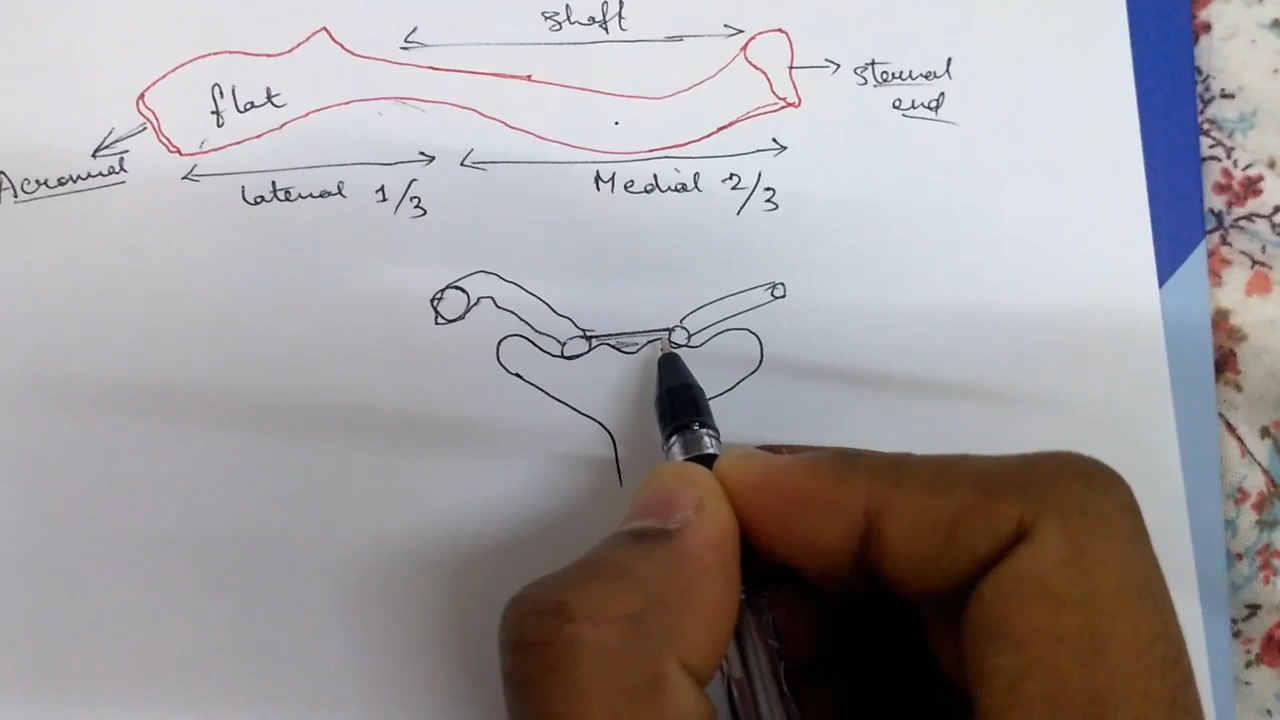 shaft
sternal
end
flat
Acromial
lateral 1/3
Medial 2/3